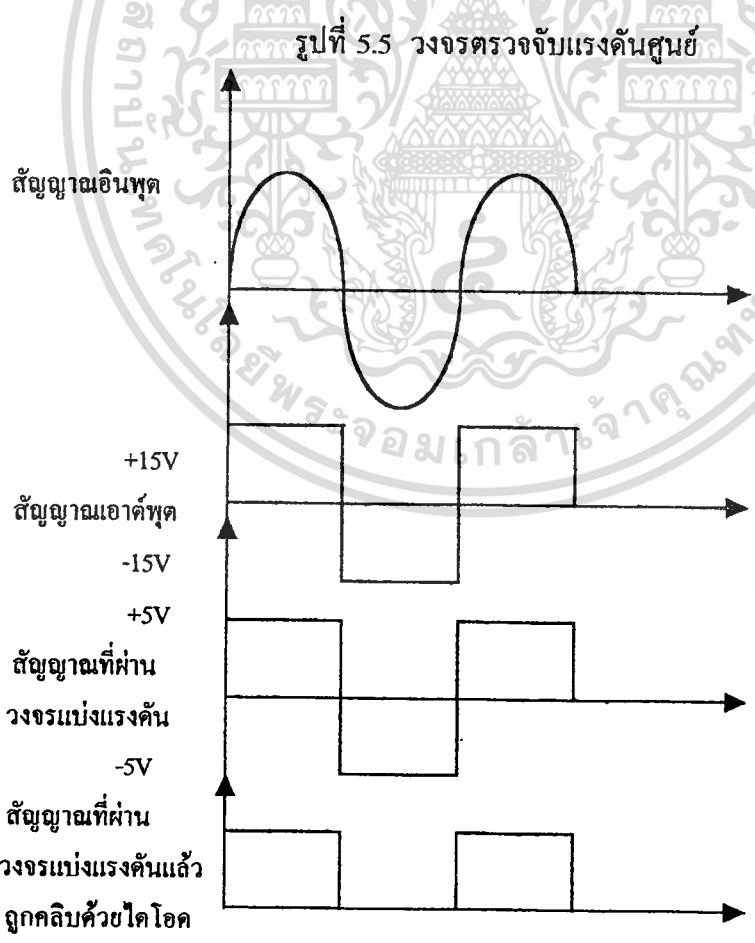 รูปที่ 5.5 วงจรตรวจจับแรงดันศูนย์
สัญญาณอินพุต
+15V
สัญญาณเอาต์พุต
-15V
+5V
สัญญาณที่ผ่าน
วงจรแบ่งแรงดัน
-5V
สัญญาณที่ผ่าน
วงจรแบ่งแรงดันแล้ว
ถูกคลิบด้วยไดโอด